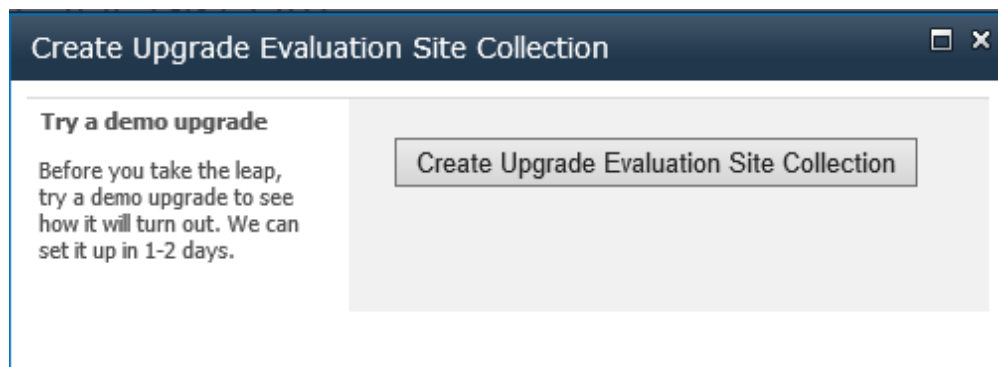 Create Upgrade Evaluation Site Collection
Try a demo upgrade
Before you take the leap,
try a demo upgrade to see
how it will turn out. We can
set it up in 1-2 days.
Create Upgrade Evaluation Site Collection